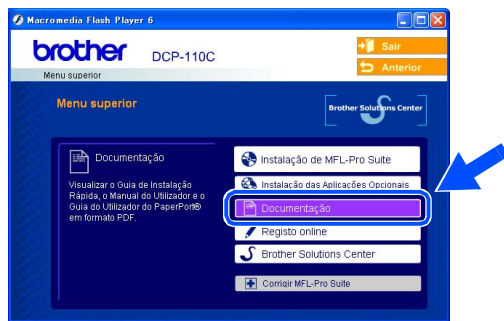 Macromedia Flash Player 6
brother DCP-110C
Sair
Anterior
Menu superior
Menu superior
Brother Solutions Center
Documentação
Visualizar o Guia de Instalação
Rápida, o Manual do Utilizador e o
Guia do Utilizador do PaperPort®
em formato PDF.
Instalação de MFL-Pro Suite
Instalação das Aplicações Opcionais
Documentação
Registo online
Brother Solutions Center
Corrigir MFL-Pro Suite